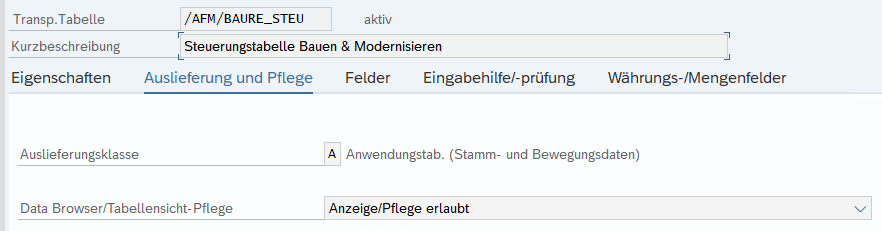 Transp.Tabelle /AFM/BAURE_STEU aktiv
Kurzbeschreibung Steuerungstabelle Bauen & Modernisieren
Eigenschaften Auslieferung und Pflege Felder Eingabehilfe/-prüfung Währungs-/Mengenfelder
Auslieferungsklasse A Anwendungstab. (Stamm- und Bewegungsdaten)
Data Browser/Tabellensicht-Pflege Anzeige/Pflege erlaubt